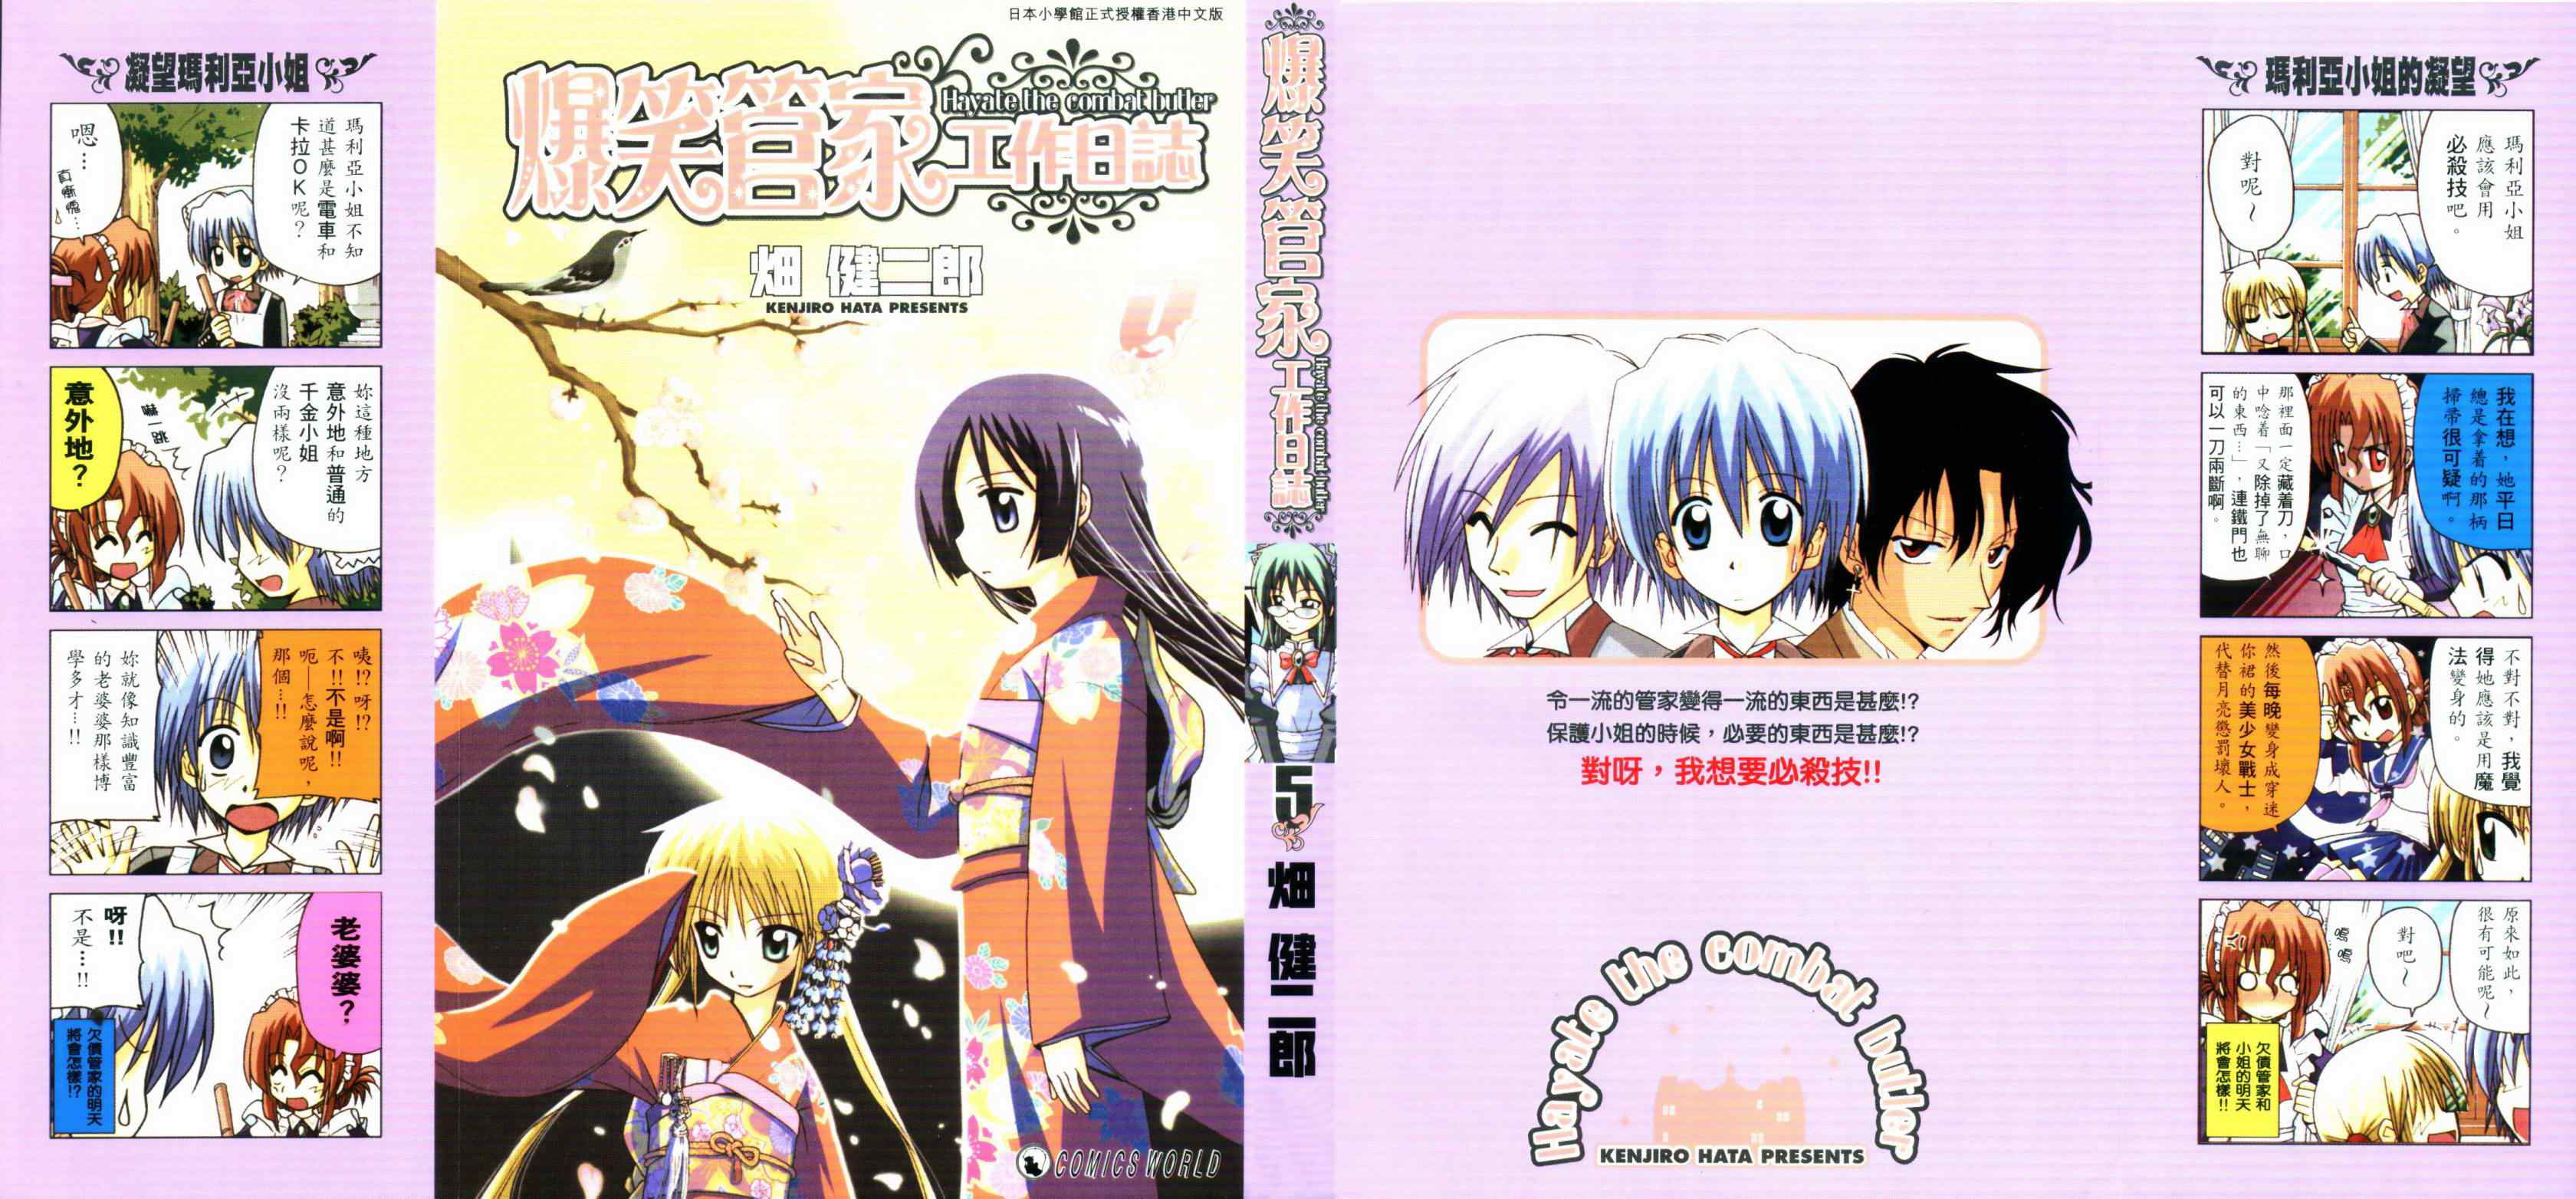 凝望瑪利亞小姐
瑪利亞小姐不知
道甚麼是電車和
卡拉OK呢？
嗯…
真慚愧…
妳這種地方
意外地和普通的
千金小姐
沒兩樣呢？
嚇一跳
意外地？
咦!?呀!?
不!!不是啊!!
呃—怎麼說呢，
那個…!!
妳就像知識豐富
的老婆婆那樣博
學多才…!!
老婆婆？
呀!!
不是…!!
欠債管家的明天
將會怎樣!?
日本小學館正式授權香港中文版
爆笑管家
Hayate the combat butler
工作日誌
畑 健二郎
KENJIRO HATA PRESENTS
5
COMICS WORLD
爆笑管家
工作日誌
Hayate the combat butler
5
畑 健二郎
令一流的管家變得一流的東西是甚麼!?
保護小姐的時候，必要的東西是甚麼!?
對呀，我想要必殺技!!
Hayate the combat butler
KENJIRO HATA PRESENTS
瑪利亞小姐的凝望
瑪利亞小姐
應該會用
必殺技吧。
對呢～
我在想，她平日
總是拿着的那柄
掃帚很可疑啊。
那裡面一定藏着刀，口
中唸着「又除掉了無聊
的東西…」，連鐵門也
可以一刀兩斷啊。
不對不對，我覺
得她應該是用魔
法變身的。
然後每晚變身成穿迷
你裙的美少女戰士，
代替月亮懲罰壞人。
原來如此，
很有可能呢～
對吧～
嗚嗚
欠債管家和
小姐的明天
將會怎樣!!